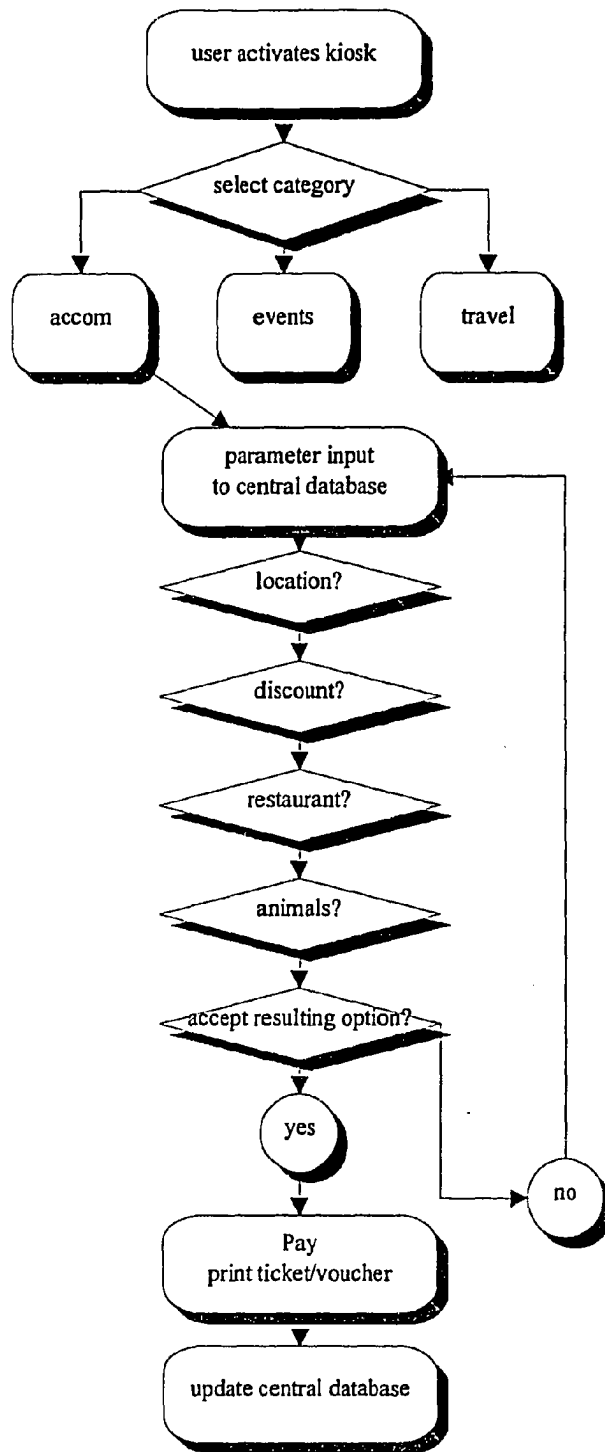 user activates kiosk
select category
accom
events
travel
parameter input
to central database
location?
discount?
restaurant?
animals?
accept resulting option?
yes
no
Pay
print ticket/voucher
update central database